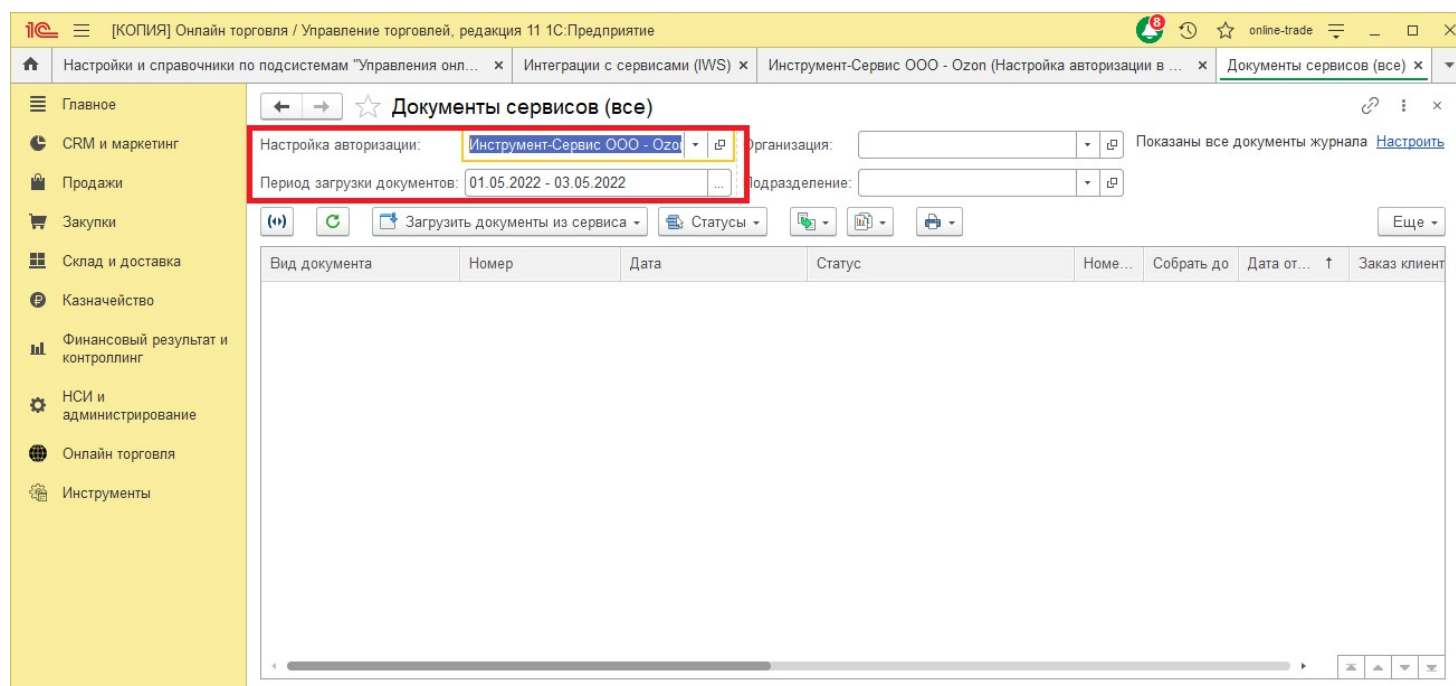 1С [КОПИЯ] Онлайн торговля / Управление торговлей, редакция 11 1С:Предприятие 8 online-trade
Настройки и справочники по подсистемам "Управления онл... Интеграции с сервисами (IWS) Инструмент-Сервис ООО - Ozon (Настройка авторизации в ... Документы сервисов (все)
Главное
CRM и маркетинг
Продажи
Закупки
Склад и доставка
Казначейство
Финансовый результат и
контроллинг
НСИ и
администрирование
Онлайн торговля
Инструменты
Документы сервисов (все)
Настройка авторизации: Инструмент-Сервис ООО - Ozon Организация: Показаны все документы журнала Настроить
Период загрузки документов: 01.05.2022 - 03.05.2022 ... Подразделение:
Загрузить документы из сервиса Статусы Еще
Вид документа Номер Дата Статус Номе... Собрать до Дата от... ↑ Заказ клиент